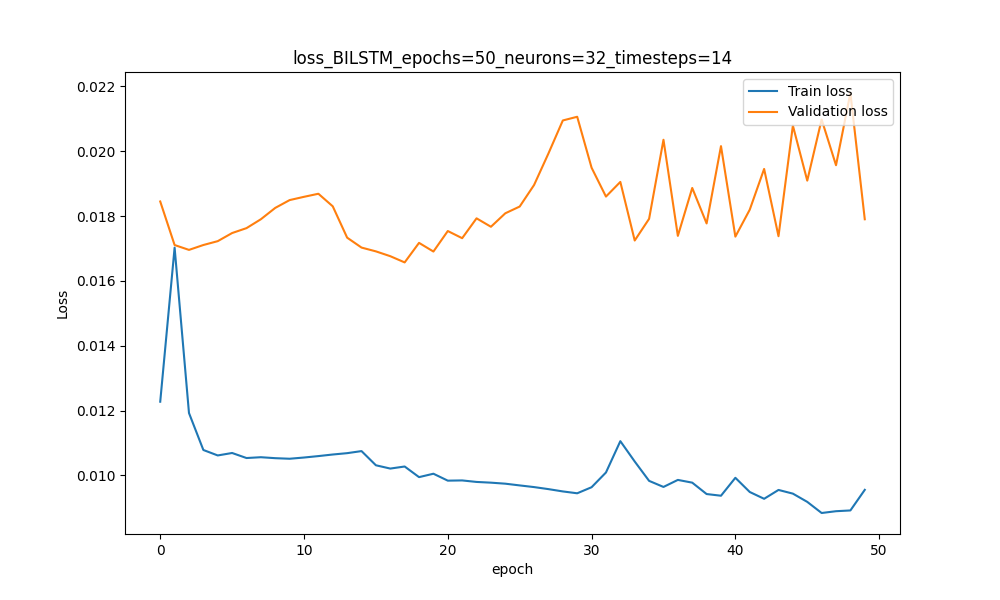 loss_BILSTM_epochs=50_neurons=32_timesteps=14
Train loss
Validation loss
0.022
0.020
0.018
0.016
0.014
0.012
0.010
Loss
0
10
20
30
40
50
epoch